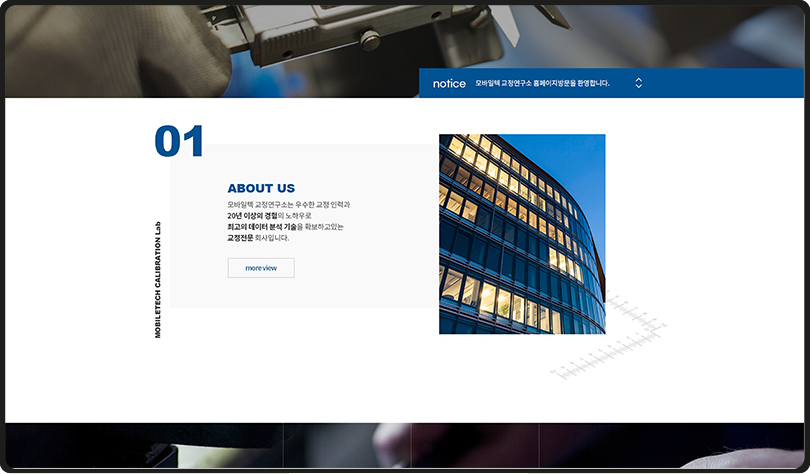 notice 모바일텍 교정연구소 홈페이지방문을 환영합니다.
01
ABOUT US
모바일텍 교정연구소는 우수한 교정 인력과
20년 이상의 경험의 노하우로
최고의 데이터 분석 기술을 확보하고있는
교정전문 회사입니다.
more view
MOBILETECH CALIBRATION Lab